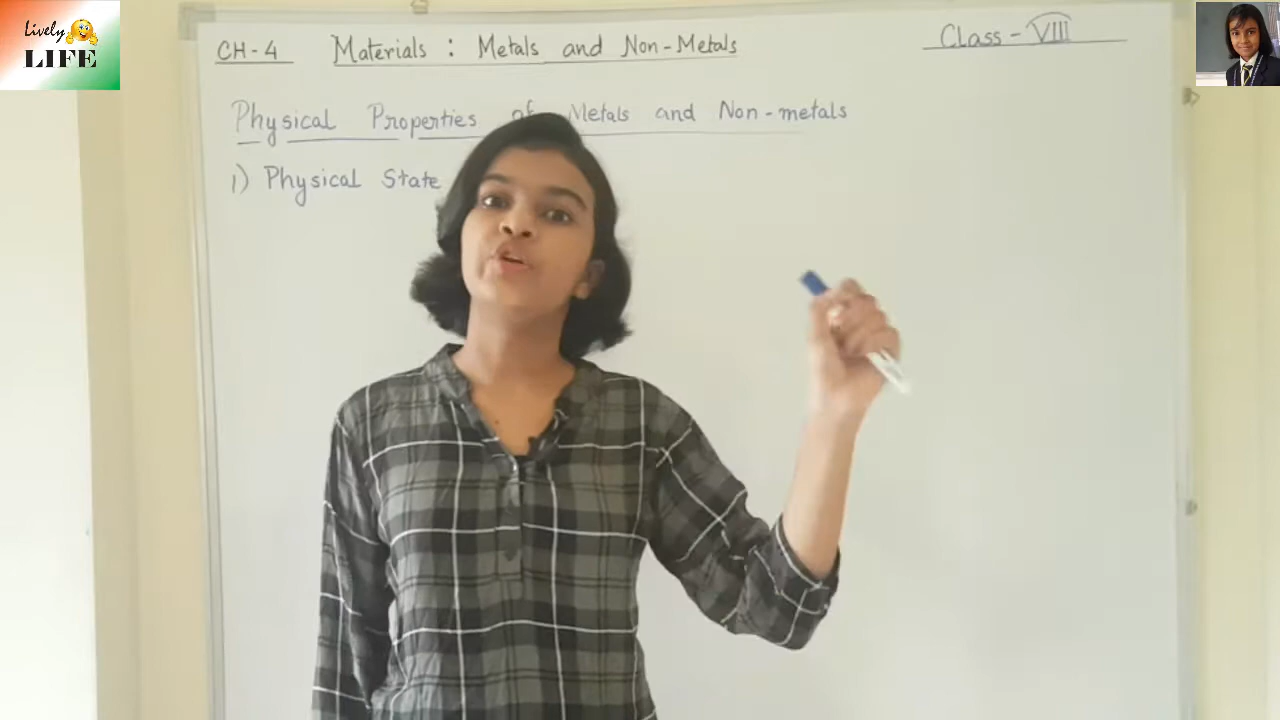 Lively
LIFE
CH-4 Materials : Metals and Non-Metals
Class - VIII
Physical Properties of Metals and Non-metals
1) Physical State